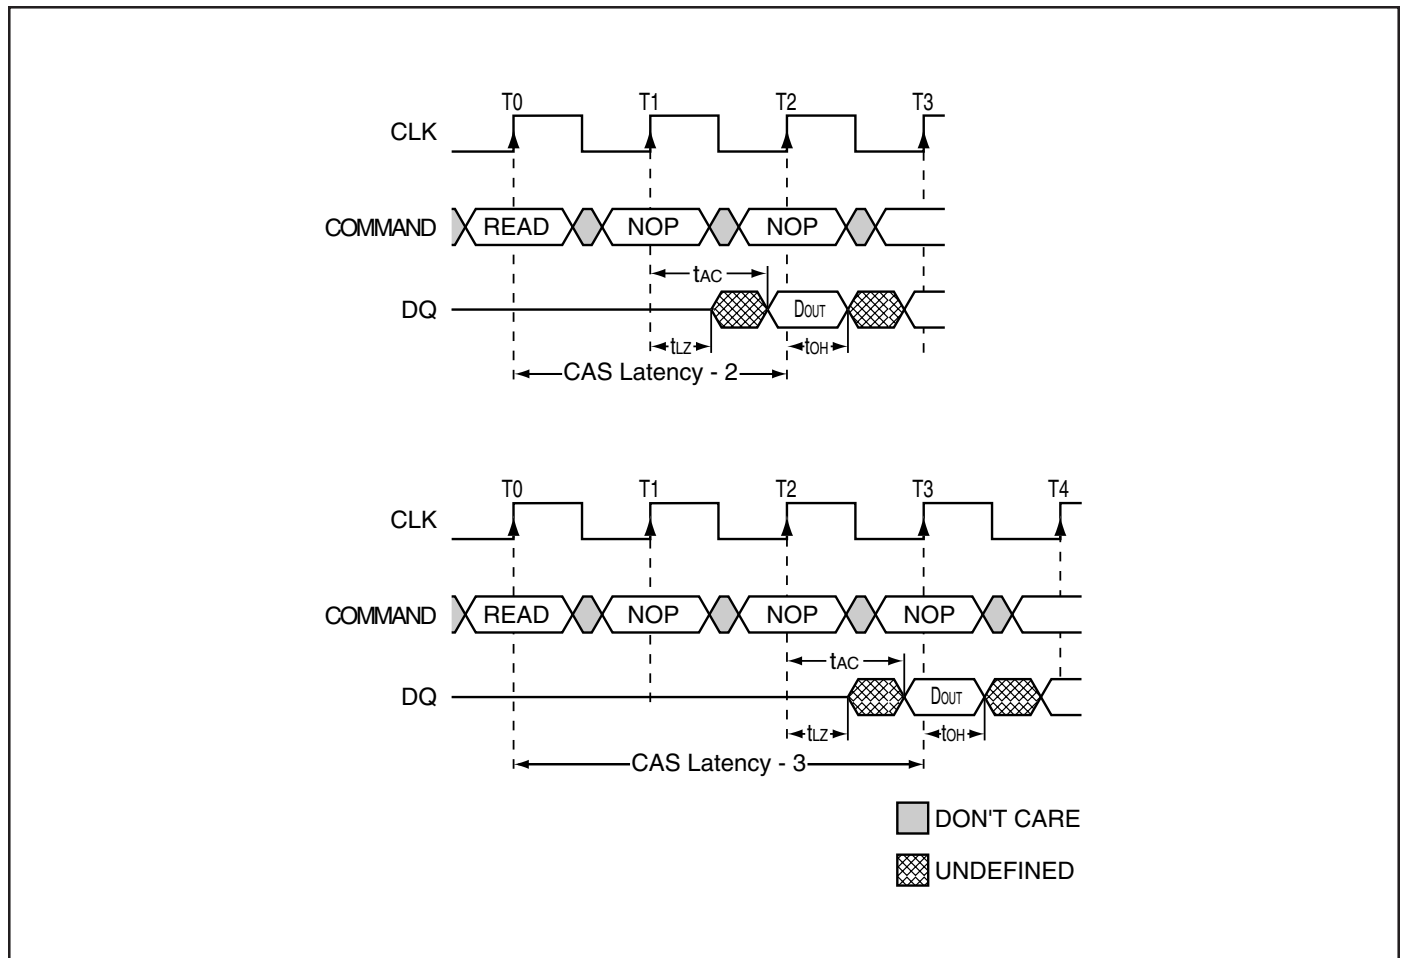 T0 T1 T2 T3
CLK
COMMAND READ NOP NOP
tAC
DQ DOUT
tLZ tOH
CAS Latency - 2
T0 T1 T2 T3 T4
CLK
COMMAND READ NOP NOP NOP
tAC
DQ DOUT
tLZ tOH
CAS Latency - 3
DON'T CARE
UNDEFINED